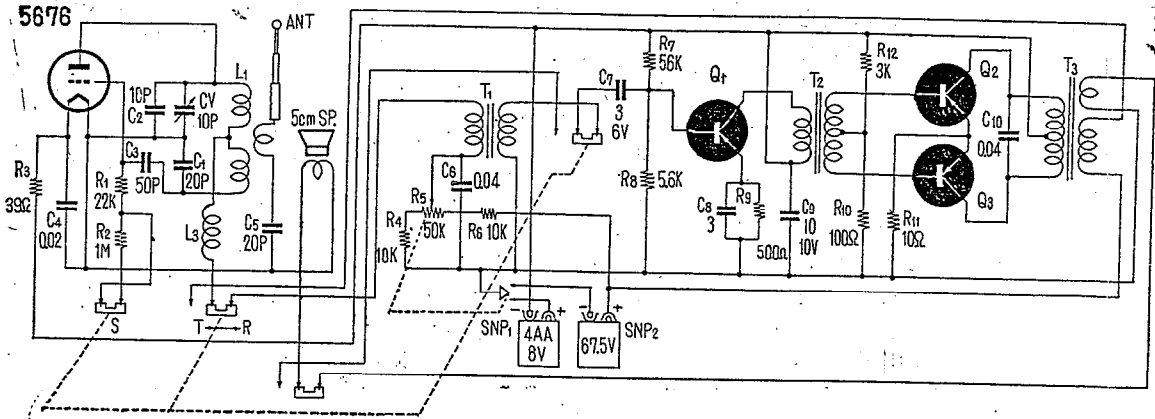 5676
ANT
L1
10P
C2
CV
10P
5cm SP.
T1
C7
3
6V
R7
56K
Q1
T2
R12
3K
Q2
T3
C10
0.04
R3
39Ω
C3
50P
C1
20P
R1
22K
C4
0.02
R2
1M
L3
C5
20P
C6
0.04
R5
50K
R4
10K
R6 10K
R8
5.6K
C8
3
R9
500Ω
C9
10
10V
R10
100Ω
R11
10Ω
Q3
S
T
R
SNP1
-
+
4AA
8V
-
+
67.5V
SNP2